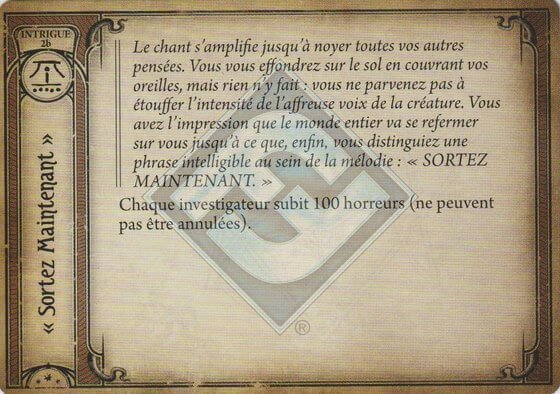 INTRIGUE
2b
« Sortez Maintenant »
Le chant s'amplifie jusqu'à noyer toutes vos autres
pensées. Vous vous effondrez sur le sol en couvrant vos
oreilles, mais rien n'y fait : vous ne parvenez pas à
étouffer l'intensité de l'affreuse voix de la créature. Vous
avez l'impression que le monde entier va se refermer
sur vous jusqu'à ce que, enfin, vous distinguiez une
phrase intelligible au sein de la mélodie : « SORTEZ
MAINTENANT. »
Chaque investigateur subit 100 horreurs (ne peuvent
pas être annulées).
®